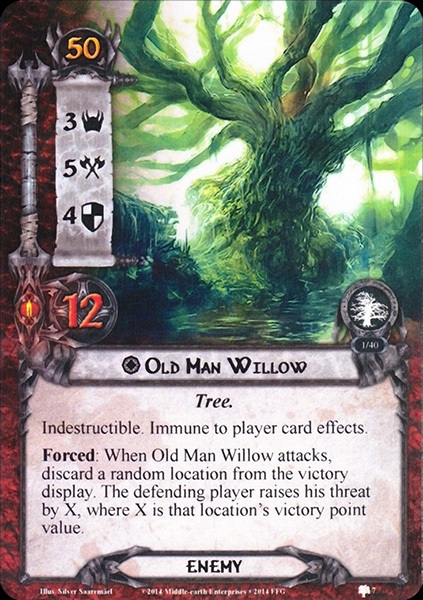 50
3
5
4
12
1/40
OLD MAN WILLOW
Tree.
Indestructible. Immune to player card effects.
Forced: When Old Man Willow attacks,
discard a random location from the victory
display. The defending player raises his threat
by X, where X is that location's victory point
value.
ENEMY
Illus. Silver Saaremäel ©2014 Middle-earth Enterprises ©2014 FFG 7